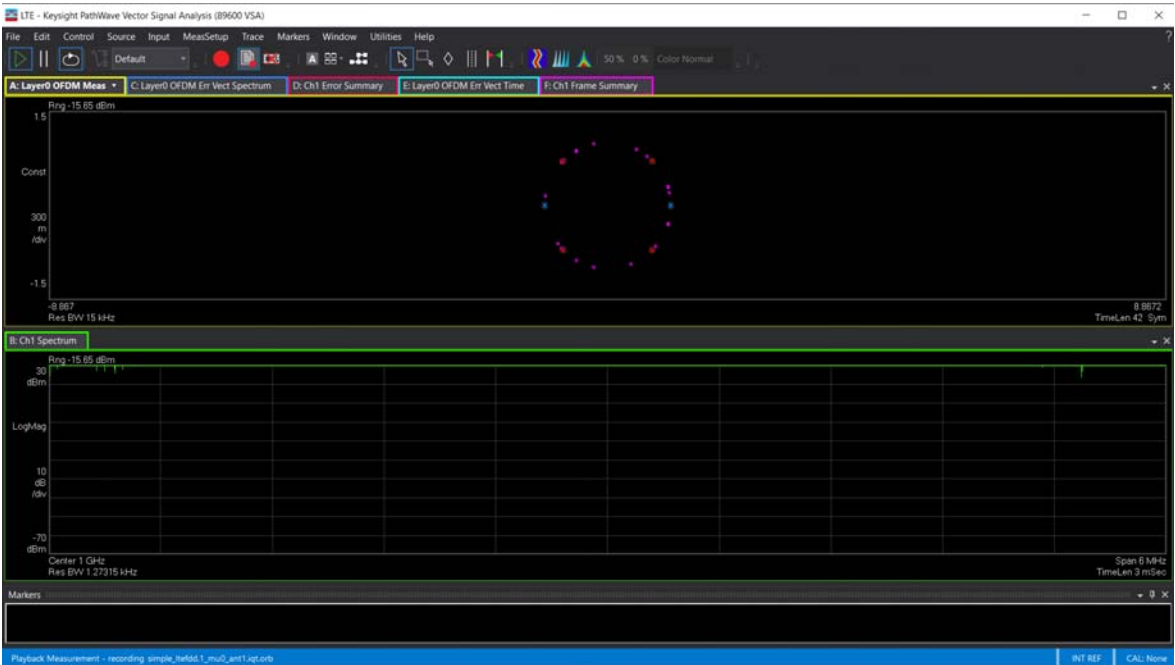 LTE - Keysight PathWave Vector Signal Analysis (89600 VSA)
File Edit Control Source Input MeasSetup Trace Markers Window Utilities Help
?
Default
A
50 % 0 % Color Normal
A: Layer0 OFDM Meas
C: Layer0 OFDM Err Vect Spectrum
D: Ch1 Error Summary
E: Layer0 OFDM Err Vect Time
F: Ch1 Frame Summary
Rng -15.65 dBm
1.5
Const
300
m
/div
-1.5
-8.867
8.8672
Res BW 15 kHz
TimeLen 42 Sym
B: Ch1 Spectrum
Rng -15.65 dBm
30
dBm
LogMag
10
dB
/div
-70
dBm
Center 1 GHz
Span 6 MHz
Res BW 1.27315 kHz
TimeLen 3 mSec
Markers
Playback Measurement - recording simple_ltefdd.1_mu0_ant1.iqt.orb
INT REF
CAL: None